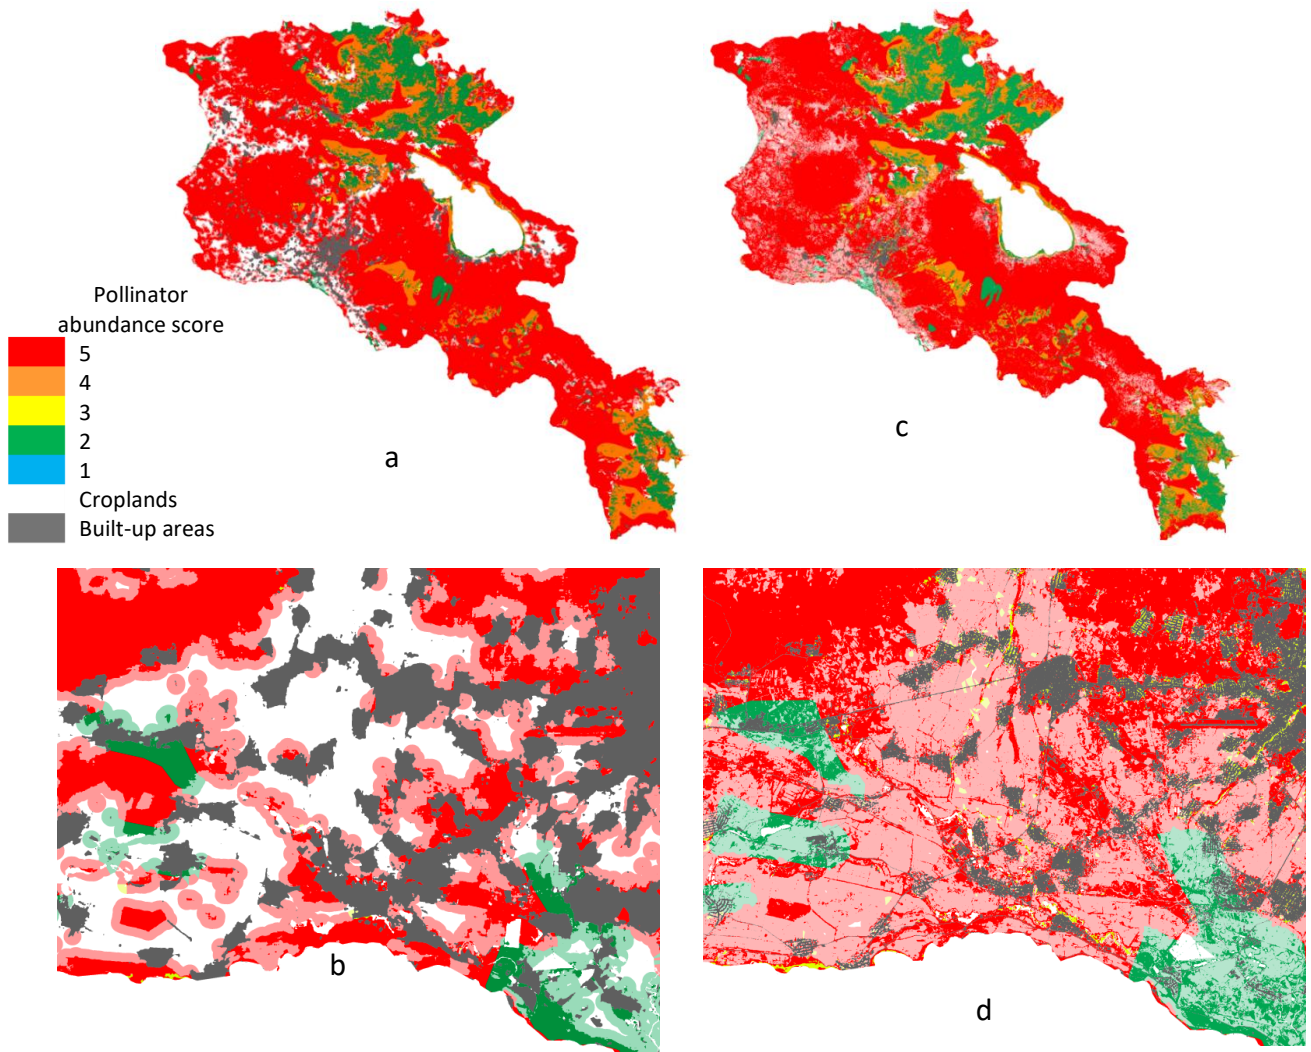 Pollinator
abundance score
5
4
3
2
1
Croplands
Built-up areas
a
c
b
d